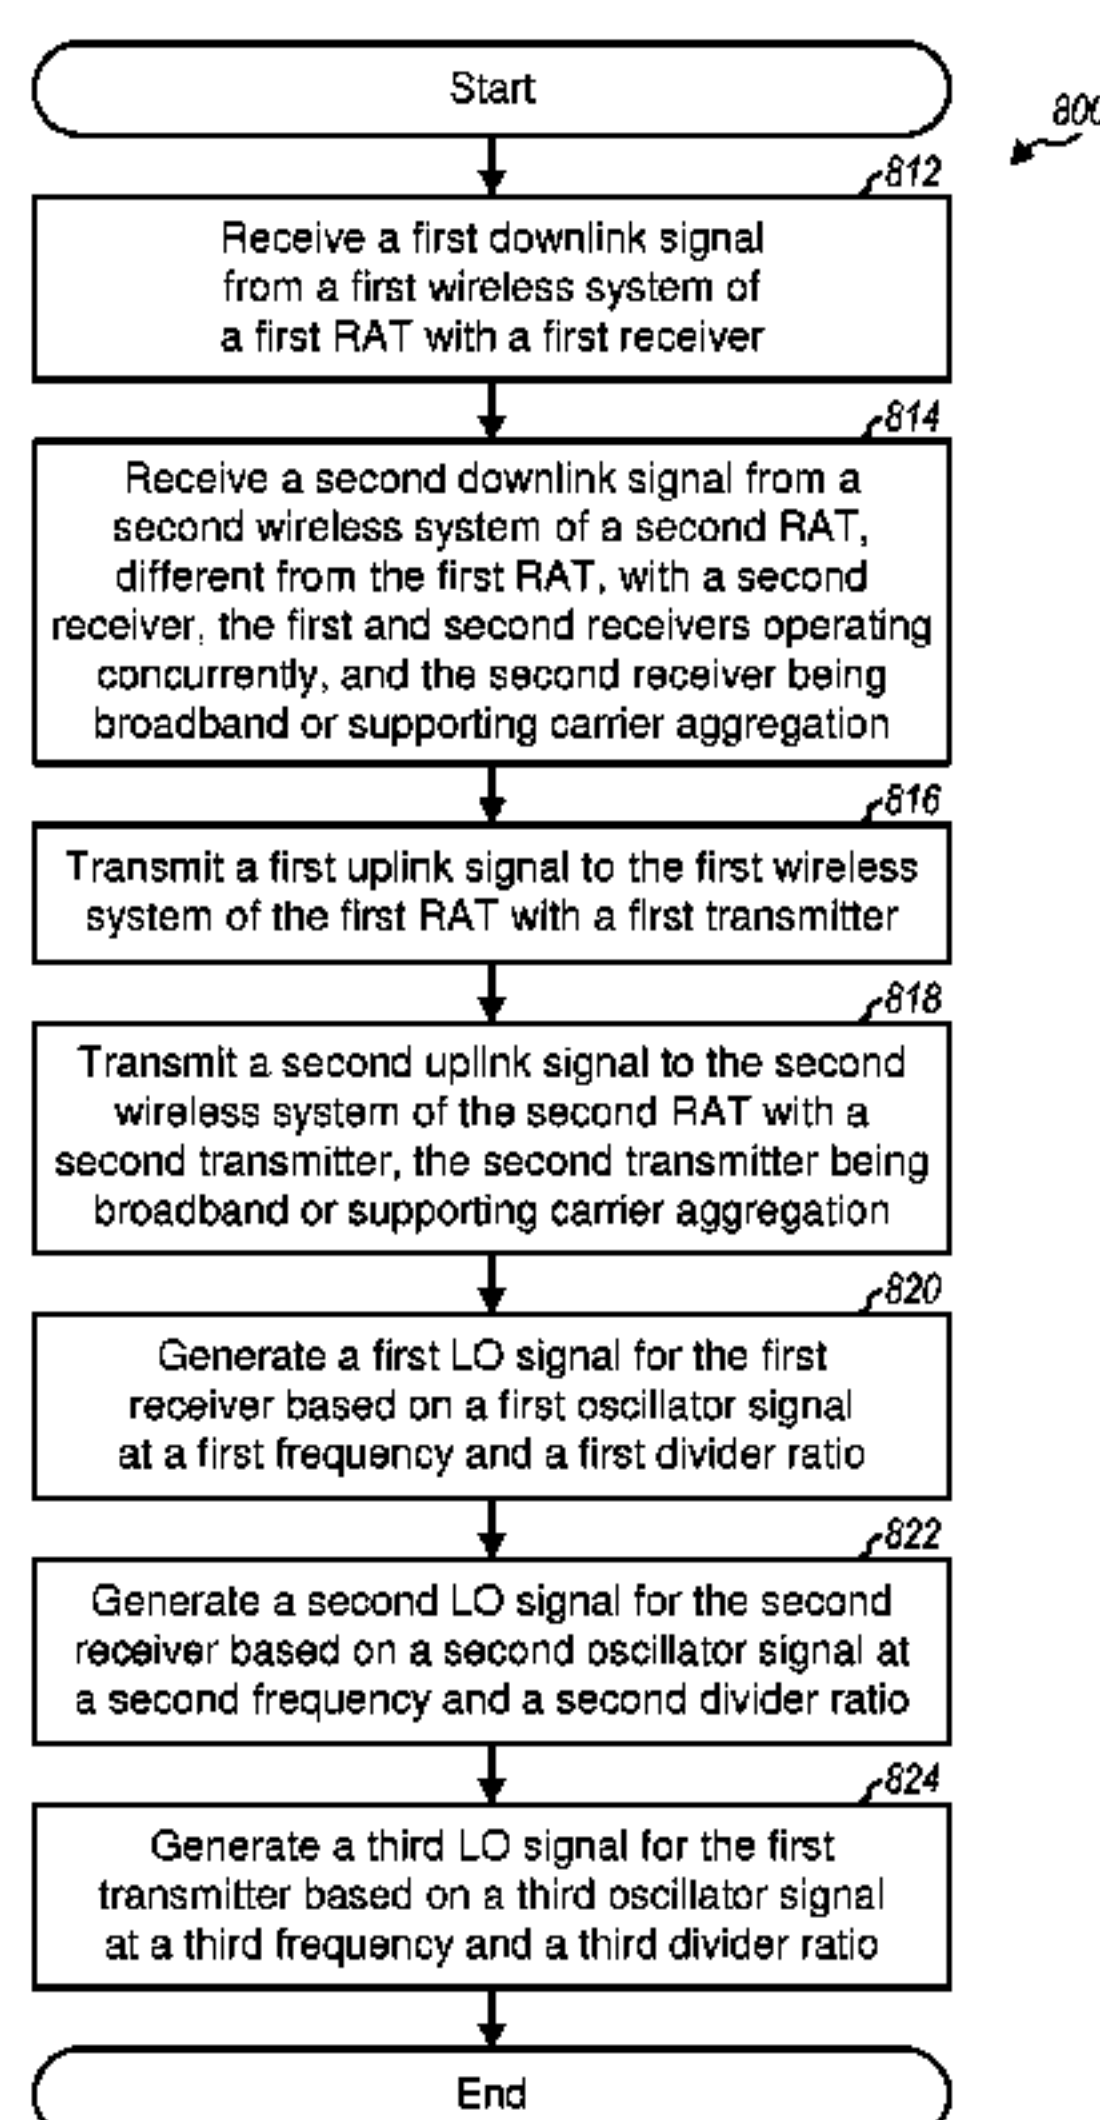 Start
800
812
Receive a first downlink signal
from a first wireless system of
a first RAT with a first receiver
814
Receive a second downlink signal from a
second wireless system of a second RAT,
different from the first RAT, with a second
receiver, the first and second receivers operating
concurrently, and the second receiver being
broadband or supporting carrier aggregation
816
Transmit a first uplink signal to the first wireless
system of the first RAT with a first transmitter
818
Transmit a second uplink signal to the second
wireless system of the second RAT with a
second transmitter, the second transmitter being
broadband or supporting carrier aggregation
820
Generate a first LO signal for the first
receiver based on a first oscillator signal
at a first frequency and a first divider ratio
822
Generate a second LO signal for the second
receiver based on a second oscillator signal at
a second frequency and a second divider ratio
824
Generate a third LO signal for the first
transmitter based on a third oscillator signal
at a third frequency and a third divider ratio
End